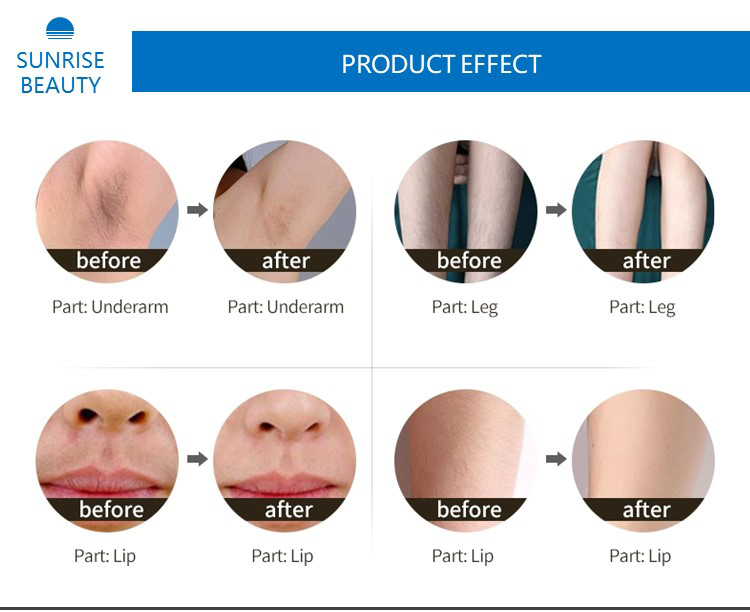 SUNRISE
BEAUTY
PRODUCT EFFECT
before
after
before
after
Part: Underarm
Part: Underarm
Part: Leg
Part: Leg
before
after
before
after
Part: Lip
Part: Lip
Part: Lip
Part: Lip